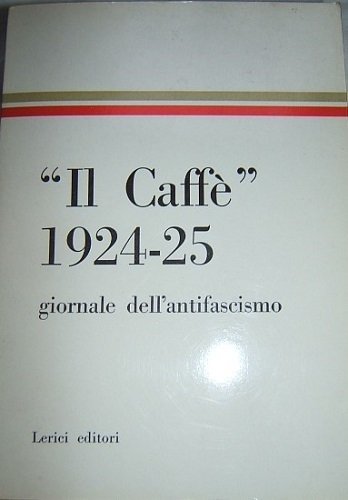 “Il Caffè”
1924-25
giornale dell'antifascismo
Lerici editori